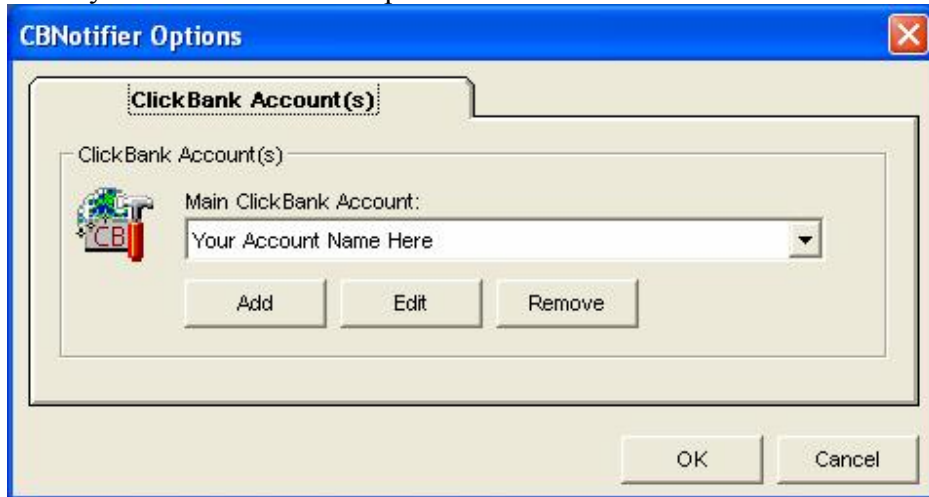 CBNotifier Options
ClickBank Account(s)
ClickBank Account(s)
CB
Main ClickBank Account:
Your Account Name Here
Add Edit Remove
OK Cancel